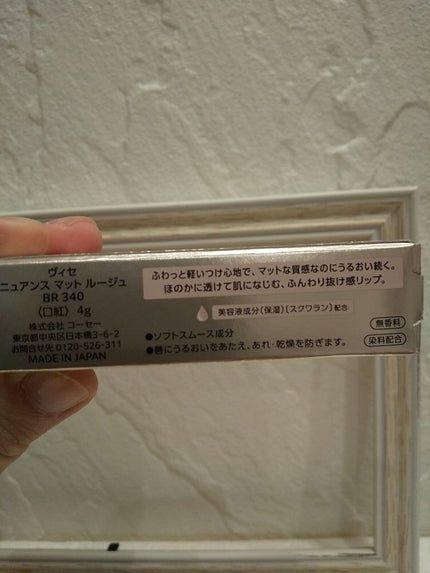 ヴィセ
ニュアンス マット ルージュ
BR 340
〈口紅〉 4g
株式会社 コーセー
東京都中央区日本橋3-6-2
お問合せ先 0120-526-311
MADE IN JAPAN
ふわっと軽いつけ心地で、マットな質感なのにうるおい続く。
ほのかに透けて肌になじむ、ふんわり抜け感リップ。
美容液成分(保湿)[スクワラン]配合
●ソフトスムース成分
●唇にうるおいをあたえ、あれ・乾燥を防ぎます。
無香料
染料配合